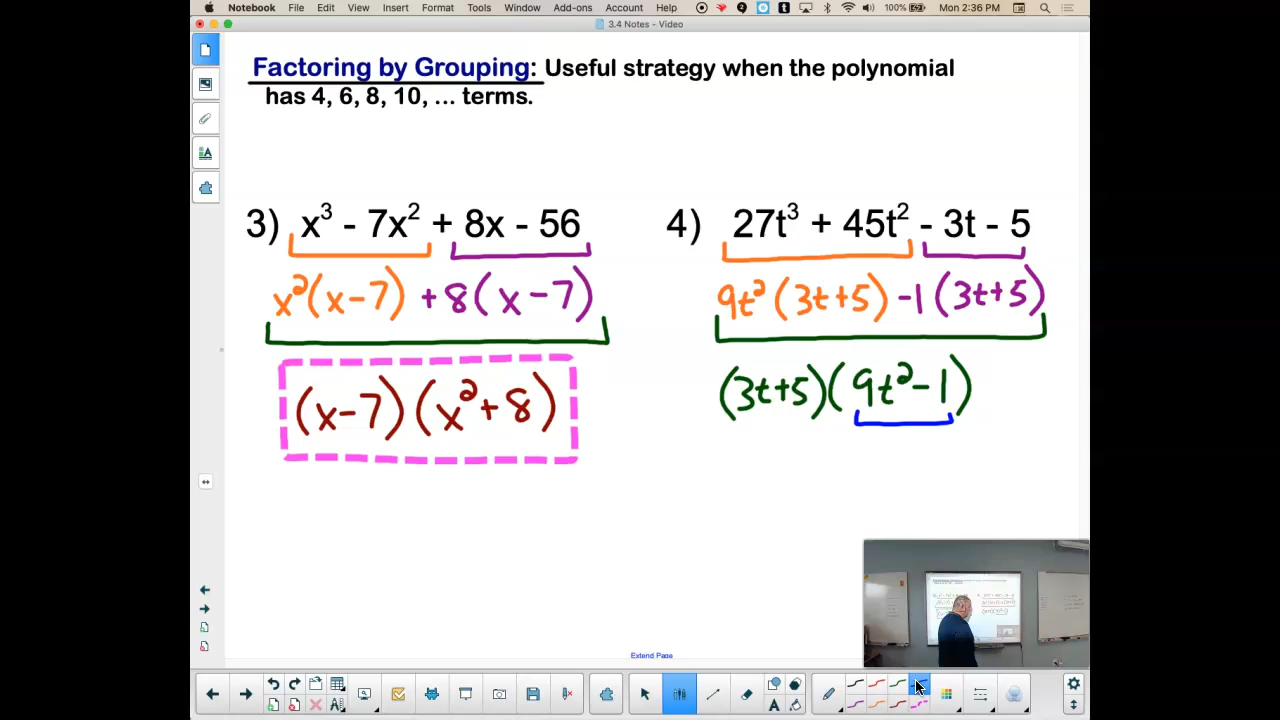 Notebook File Edit View Insert Format Tools Window Add-ons Account Help 100% Mon 2:36 PM
3.4 Notes - Video
Factoring by Grouping: Useful strategy when the polynomial
has 4, 6, 8, 10, ... terms.
3) x³ - 7x² + 8x - 56
4) 27t³ + 45t² - 3t - 5
x²(x-7) +8(x-7)
9t²(3t+5) -1(3t+5)
(x-7)(x²+8)
(3t+5)(9t²-1)
Extend Page